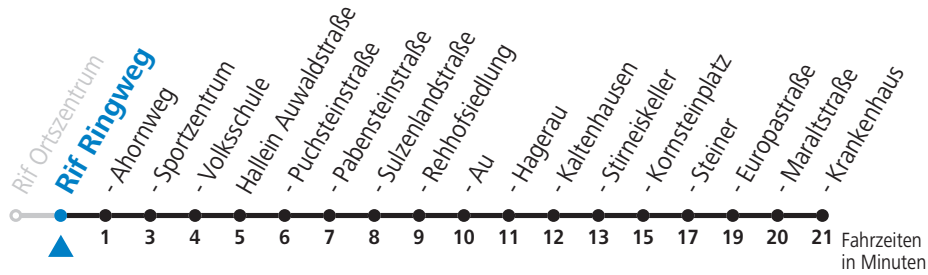 Rif Ortszentrum
Rif Ringweg
- Ahornweg
- Sportzentrum
- Volksschule
Hallein Auwaldstraße
- Puchsteinstraße
- Pabensteinstraße
- Sulzenlandstraße
- Rehhofsiedlung
- Au
- Hagerau
- Kaltenhausen
- Stirneiskeller
- Kornsteinplatz
- Steiner
- Europastraße
- Maraltstraße
- Krankenhaus
1 3 4 5 6 7 8 9 10 11 12 13 15 17 19 20 21 Fahrzeiten
in Minuten